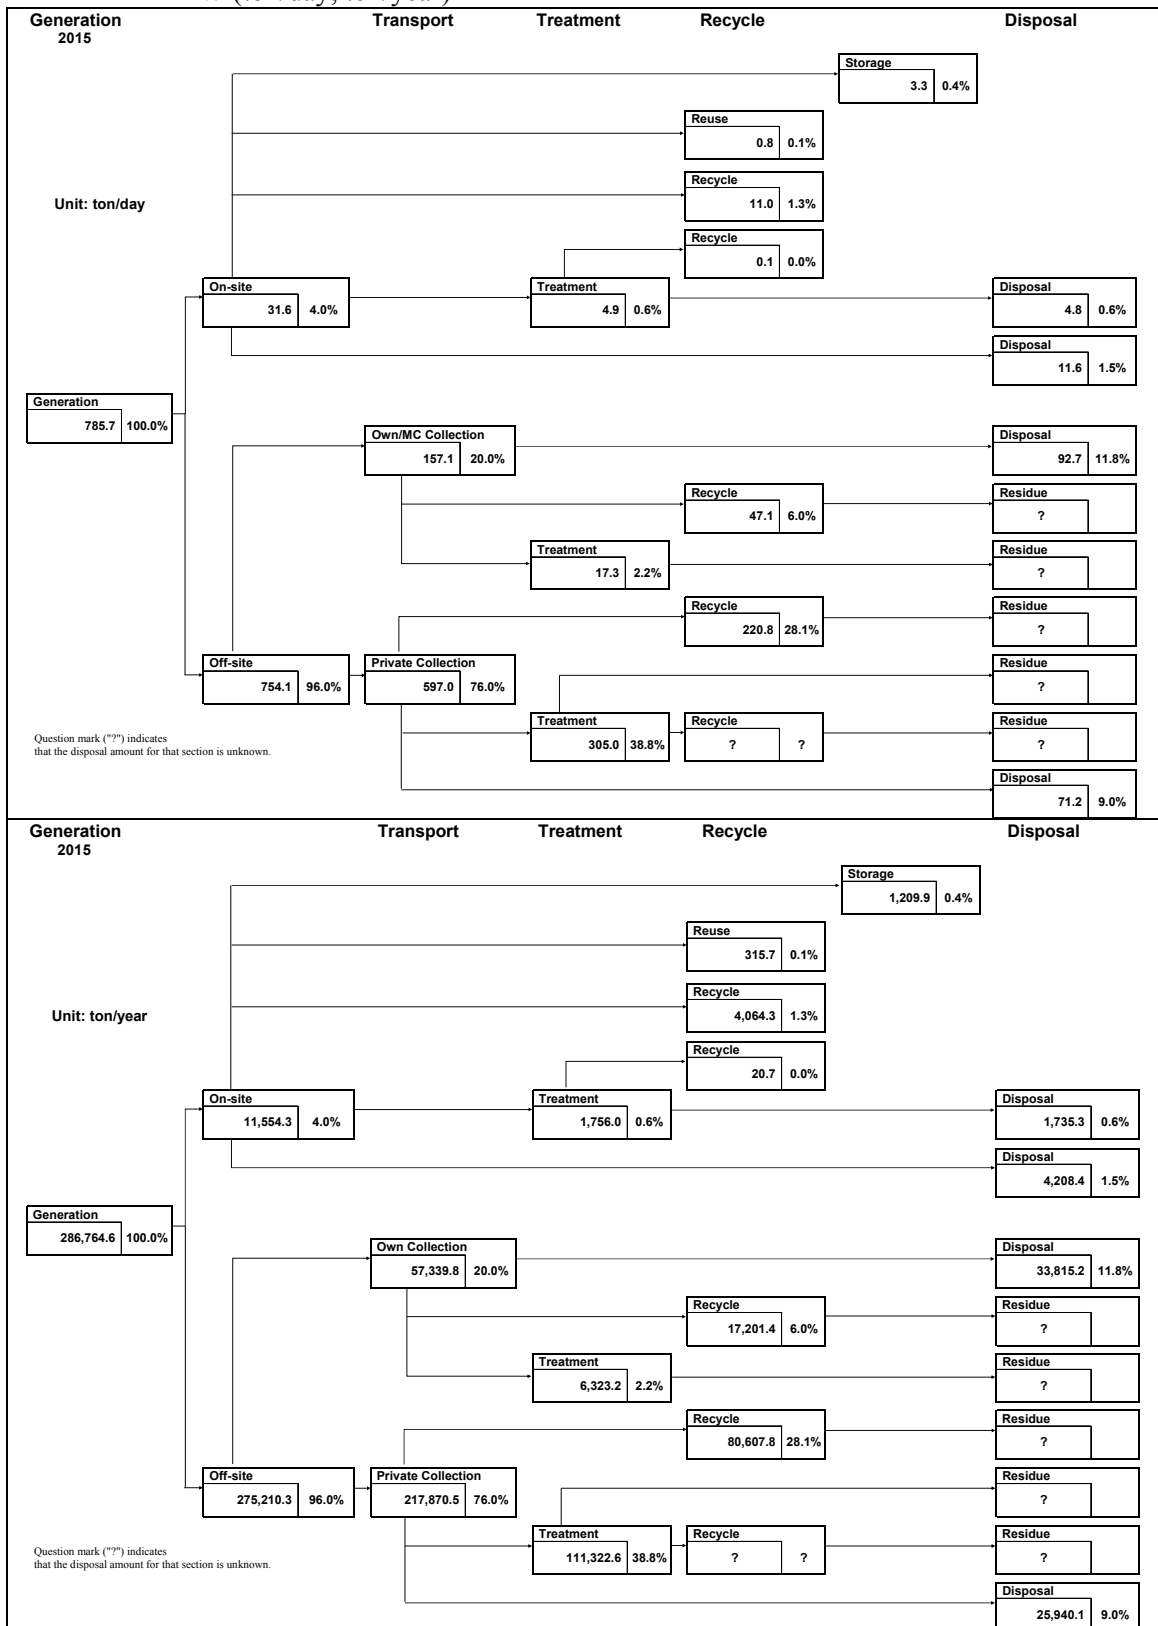 Generation Transport Treatment Recycle Disposal
2015
Storage
3.3 0.4%
Reuse
0.8 0.1%
Recycle
11.0 1.3%
Unit: ton/day
Recycle
0.1 0.0%
On-site Treatment Disposal
31.6 4.0% 4.9 0.6% 4.8 0.6%
Disposal
11.6 1.5%
Generation
785.7 100.0%
Own/MC Collection Disposal
157.1 20.0% 92.7 11.8%
Recycle Residue
47.1 6.0% ?
Treatment Residue
17.3 2.2% ?
Recycle Residue
220.8 28.1% ?
Off-site Private Collection Residue
754.1 96.0% 597.0 76.0% ?
Treatment Recycle Residue
305.0 38.8% ? ? ?
Question mark ("?") indicates
that the disposal amount for that section is unknown.
Disposal
71.2 9.0%
Generation Transport Treatment Recycle Disposal
2015
Storage
1,209.9 0.4%
Reuse
315.7 0.1%
Recycle
4,064.3 1.3%
Unit: ton/year
Recycle
20.7 0.0%
On-site Treatment Disposal
11,554.3 4.0% 1,756.0 0.6% 1,735.3 0.6%
Disposal
4,208.4 1.5%
Generation
286,764.6 100.0%
Own Collection Disposal
57,339.8 20.0% 33,815.2 11.8%
Recycle Residue
17,201.4 6.0% ?
Treatment Residue
6,323.2 2.2% ?
Recycle Residue
80,607.8 28.1% ?
Off-site Private Collection Residue
275,210.3 96.0% 217,870.5 76.0% ?
Treatment Recycle Residue
111,322.6 38.8% ? ? ?
Question mark ("?") indicates
that the disposal amount for that section is unknown.
Disposal
25,940.1 9.0%